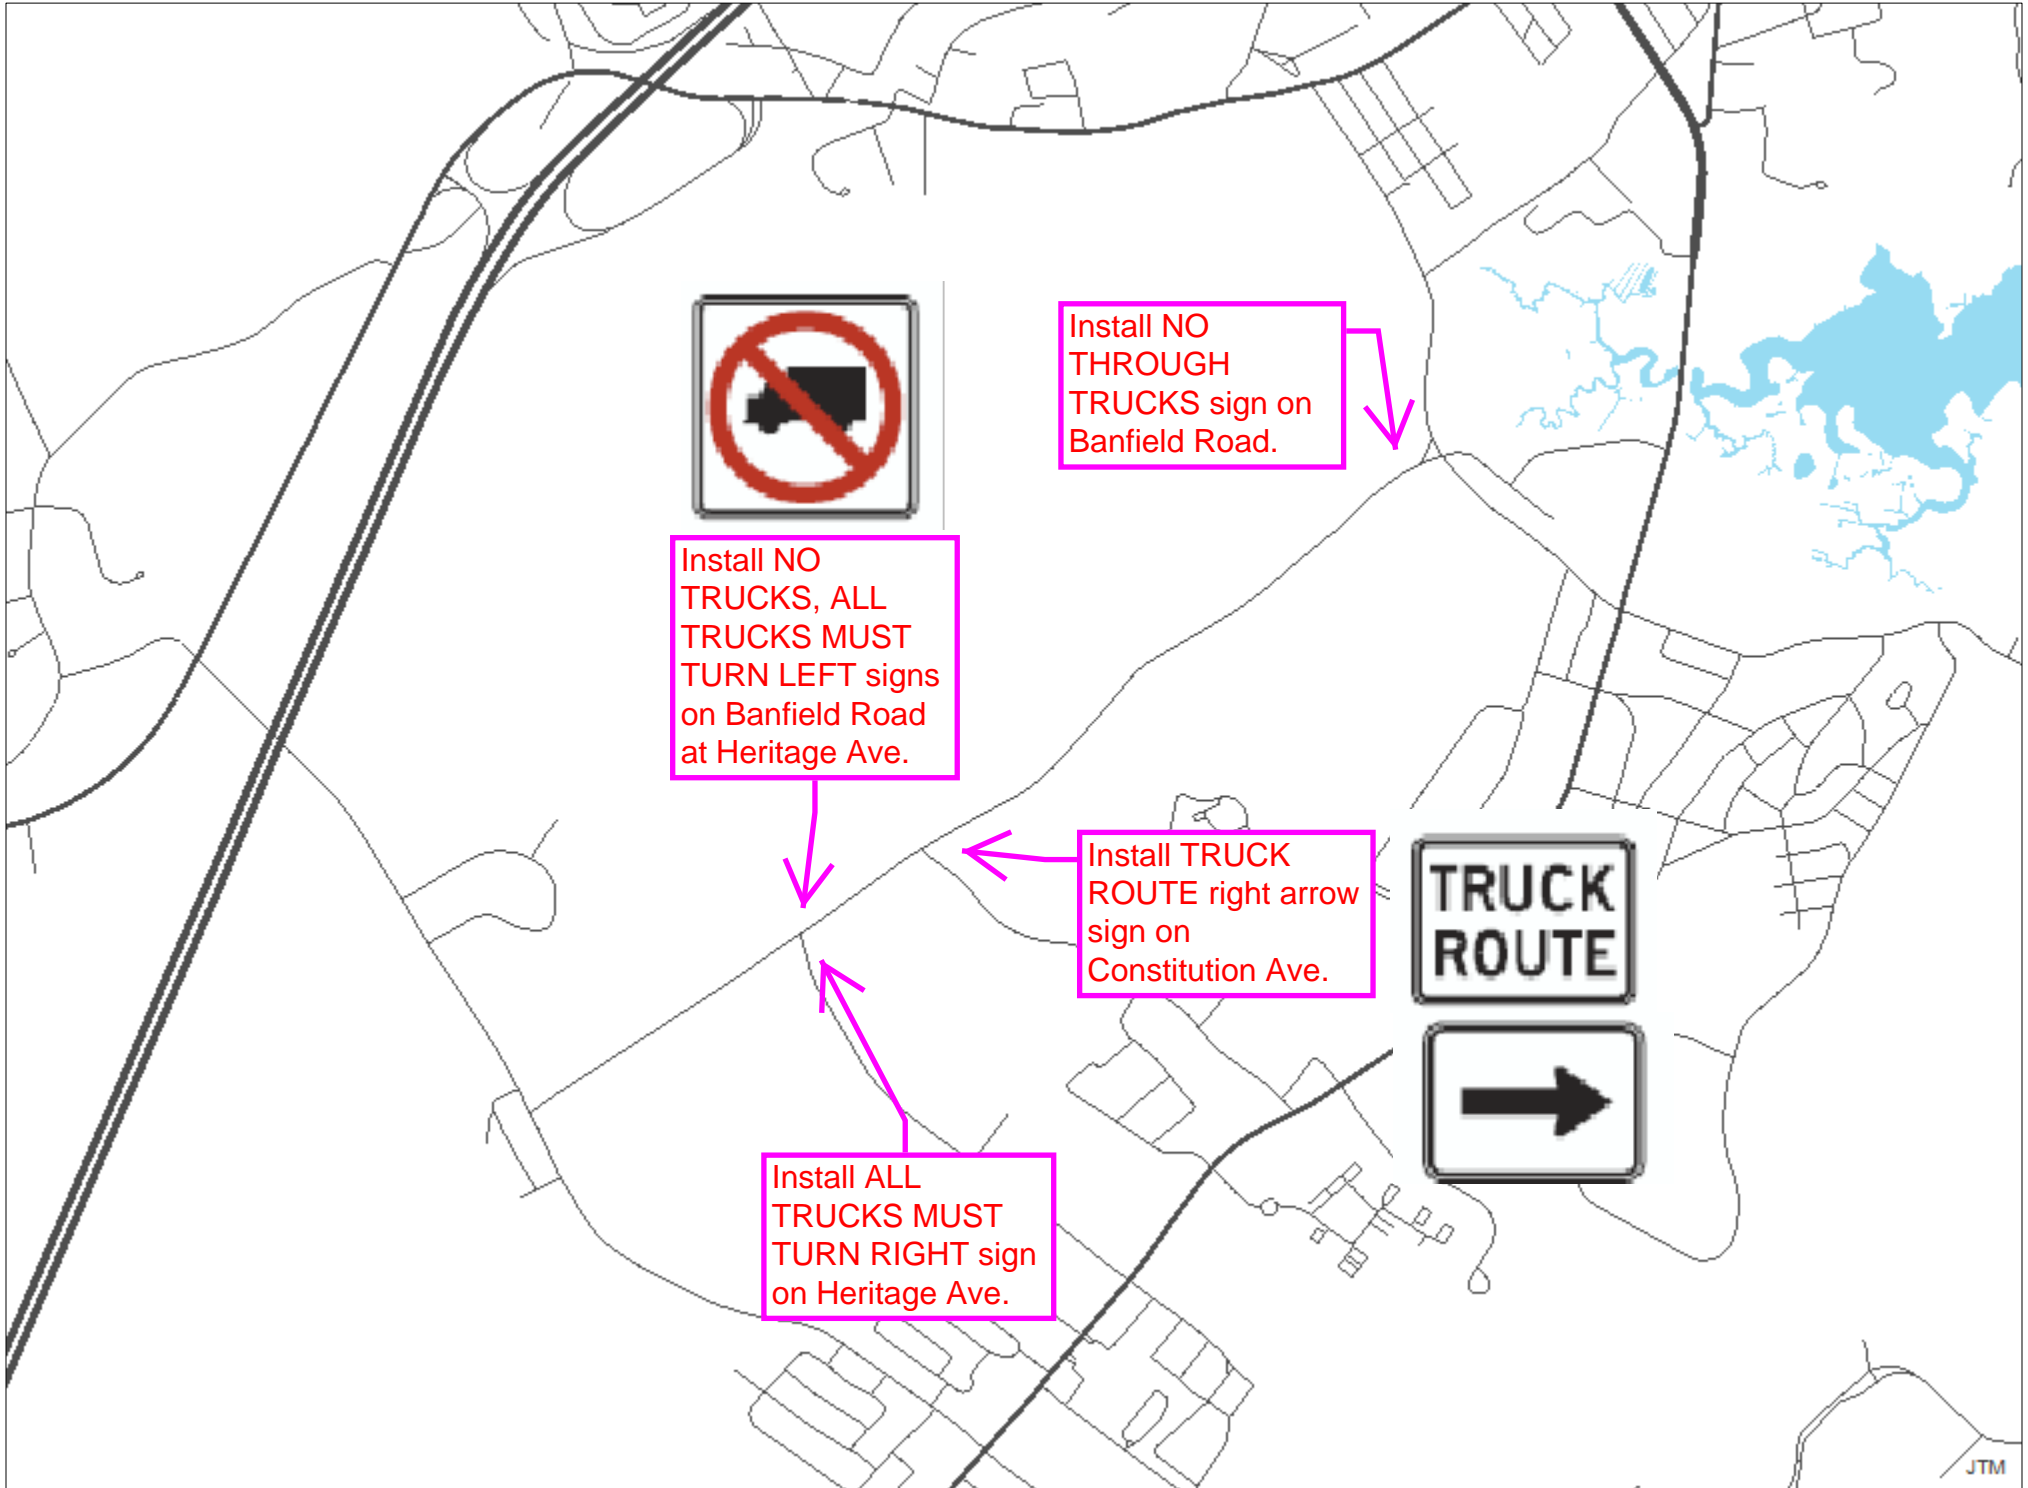 Install NO
THROUGH
TRUCKS sign on
Banfield Road.
Install NO
TRUCKS, ALL
TRUCKS MUST
TURN LEFT signs
on Banfield Road
at Heritage Ave.
Install TRUCK
ROUTE right arrow
sign on
Constitution Ave.
TRUCK
ROUTE
Install ALL
TRUCKS MUST
TURN RIGHT sign
on Heritage Ave.
JTM